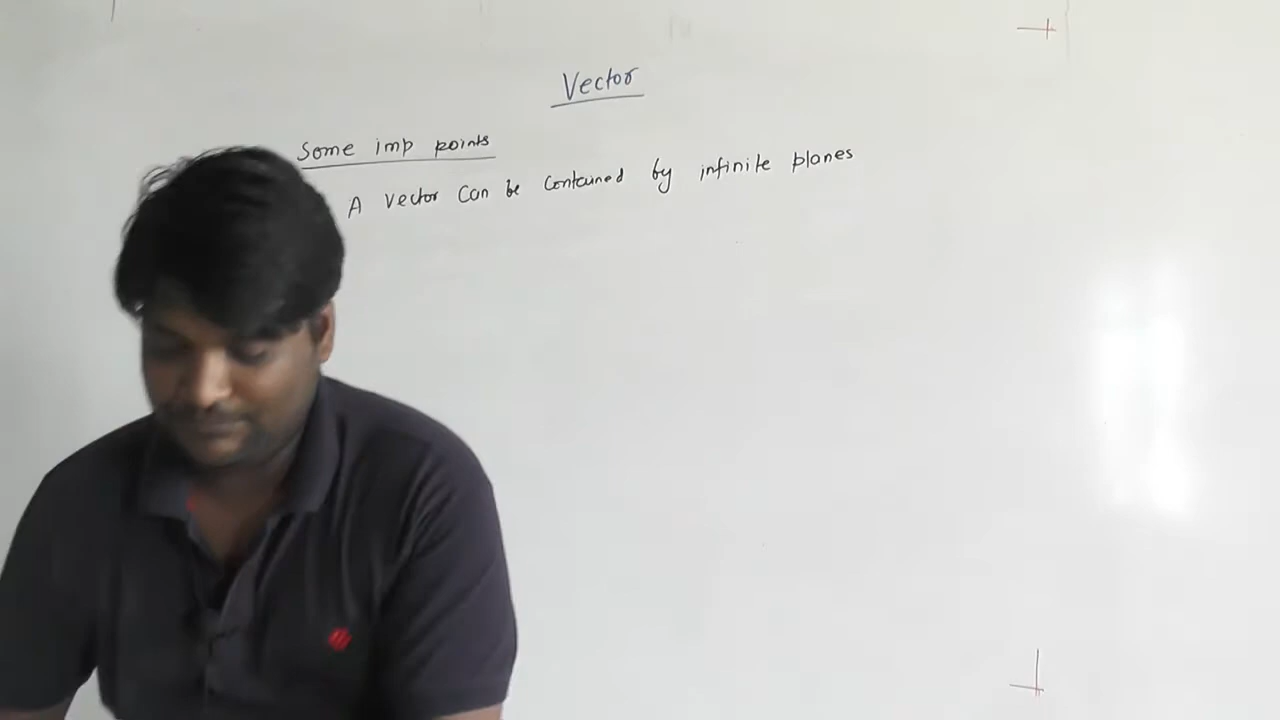 Vector
Some imp points
A vector can be contained by infinite planes